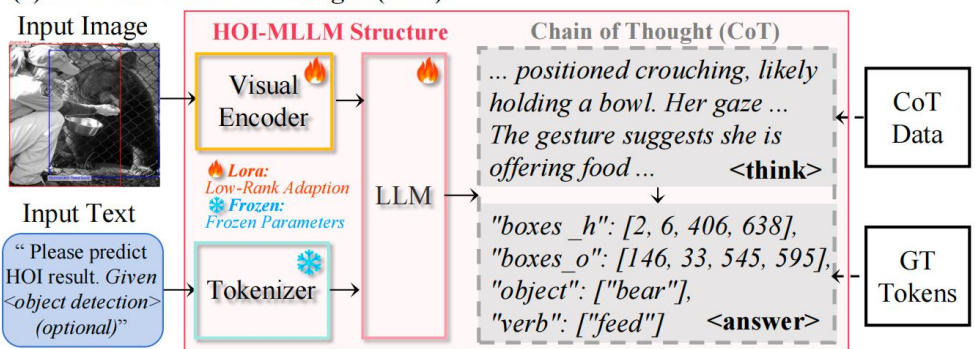 Input Image
HOI-MLLM Structure
Chain of Thought (CoT)
Visual
Encoder
Lora:
Low-Rank Adaption
Frozen:
Frozen Parameters
LLM
... positioned crouching, likely
holding a bowl. Her gaze ...
The gesture suggests she is
offering food ... <think>
CoT
Data
Input Text
“ Please predict
HOI result. Given
<object detection>
(optional)”
Tokenizer
"boxes _h": [2, 6, 406, 638],
"boxes_o": [146, 33, 545, 595],
"object": ["bear"],
"verb": ["feed"] <answer>
GT
Tokens